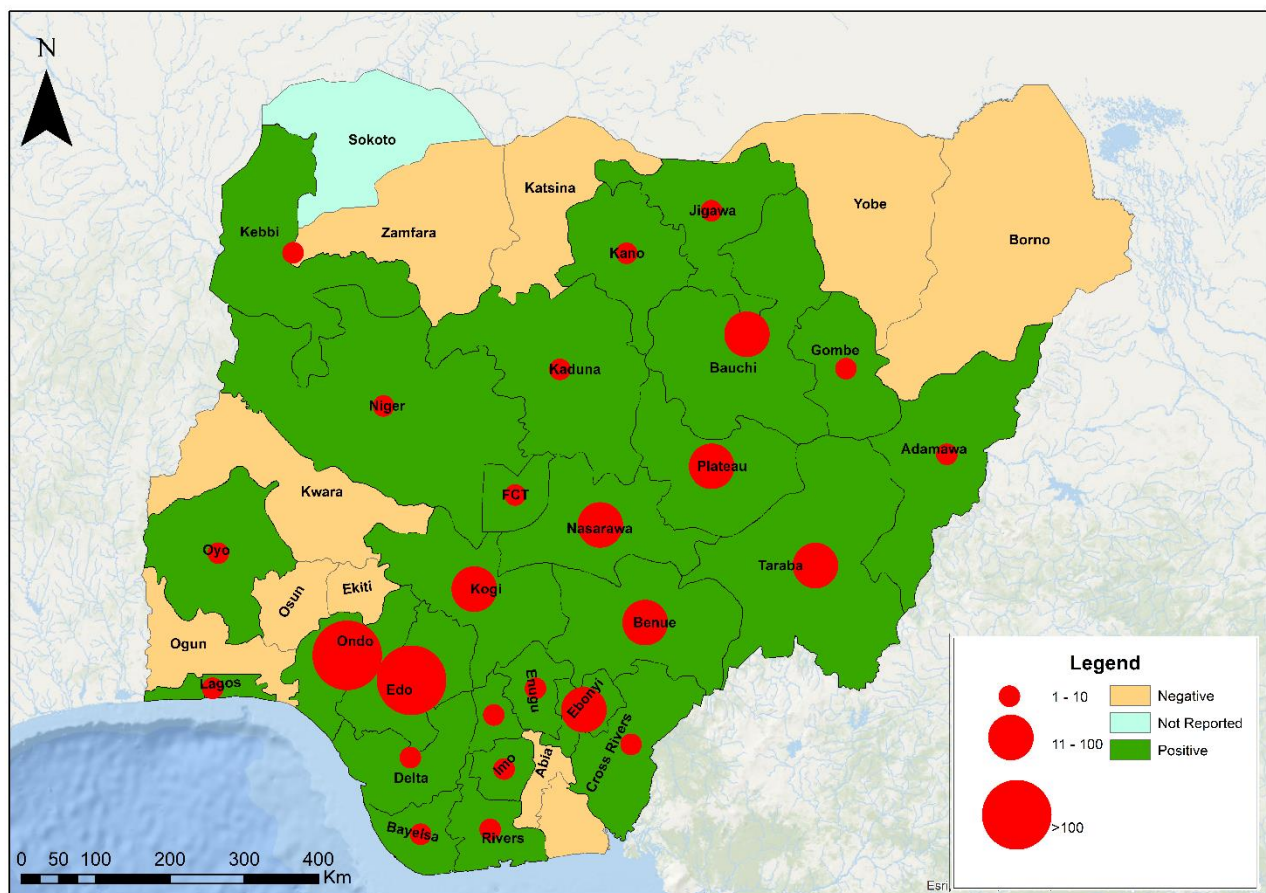 N
Sokoto
Katsina
Jigawa
Yobe
Kebbi
Zamfara
Borno
Kano
Gombe
Kaduna
Bauchi
Niger
Adamawa
Plateau
Kwara
FCT
Nasarawa
Oyo
Taraba
Osun
Ekiti
Kogi
Benue
Ogun
Ondo
Edo
Enugu
Ebonyi
Lagos
Cross Rivers
Abia
Imo
Delta
Bayelsa
Rivers
Legend
1 - 10
11 - 100
>100
Negative
Not Reported
Positive
0 50 100 200 300 400
Km
Esri